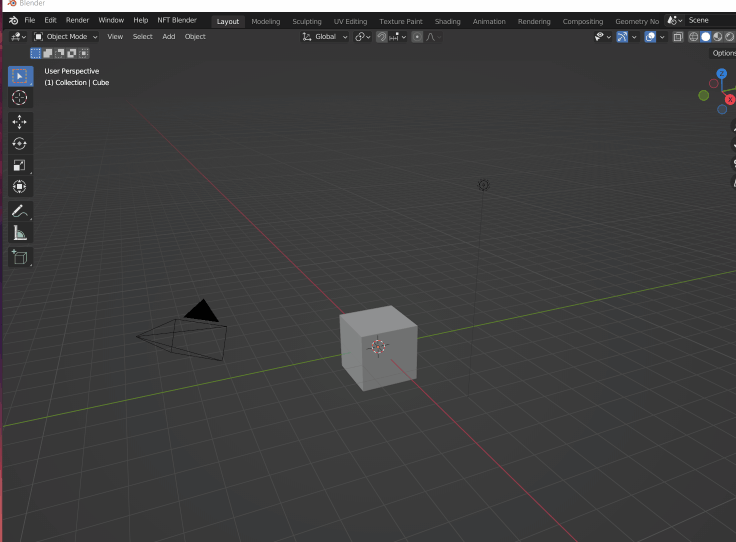 Blender
File Edit Render Window Help NFT Blender Layout Modeling Sculpting UV Editing Texture Paint Shading Animation Rendering Compositing Geometry No Scene
Object Mode View Select Add Object Global
Options
User Perspective
(1) Collection | Cube
Z
X